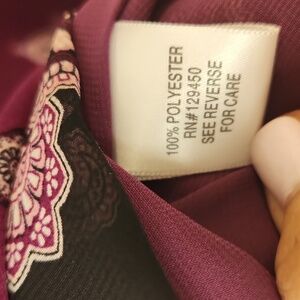 100% POLYESTER
RN#129450
SEE REVERSE
FOR CARE